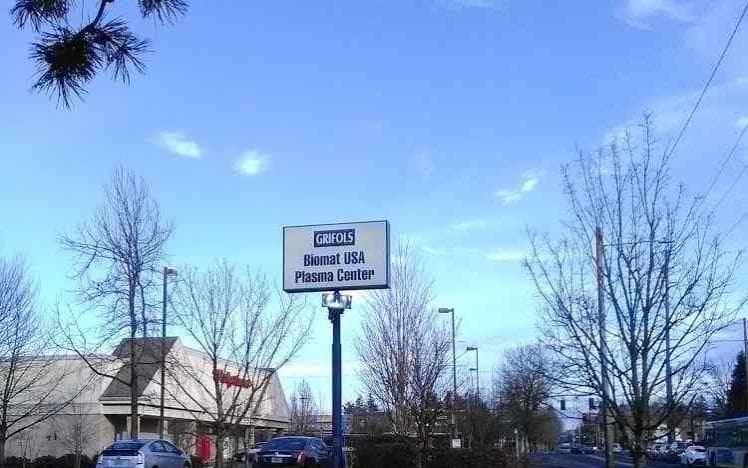 GRIFOLS
Biomat USA
Plasma Center